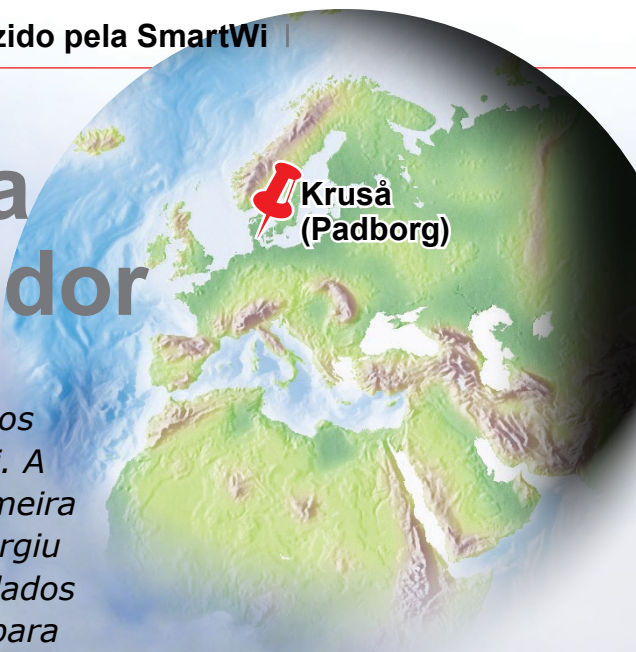 zido pela SmartWi
a
dor
Kruså
(Padborg)
os
. A
meira
rgiu
lados
para